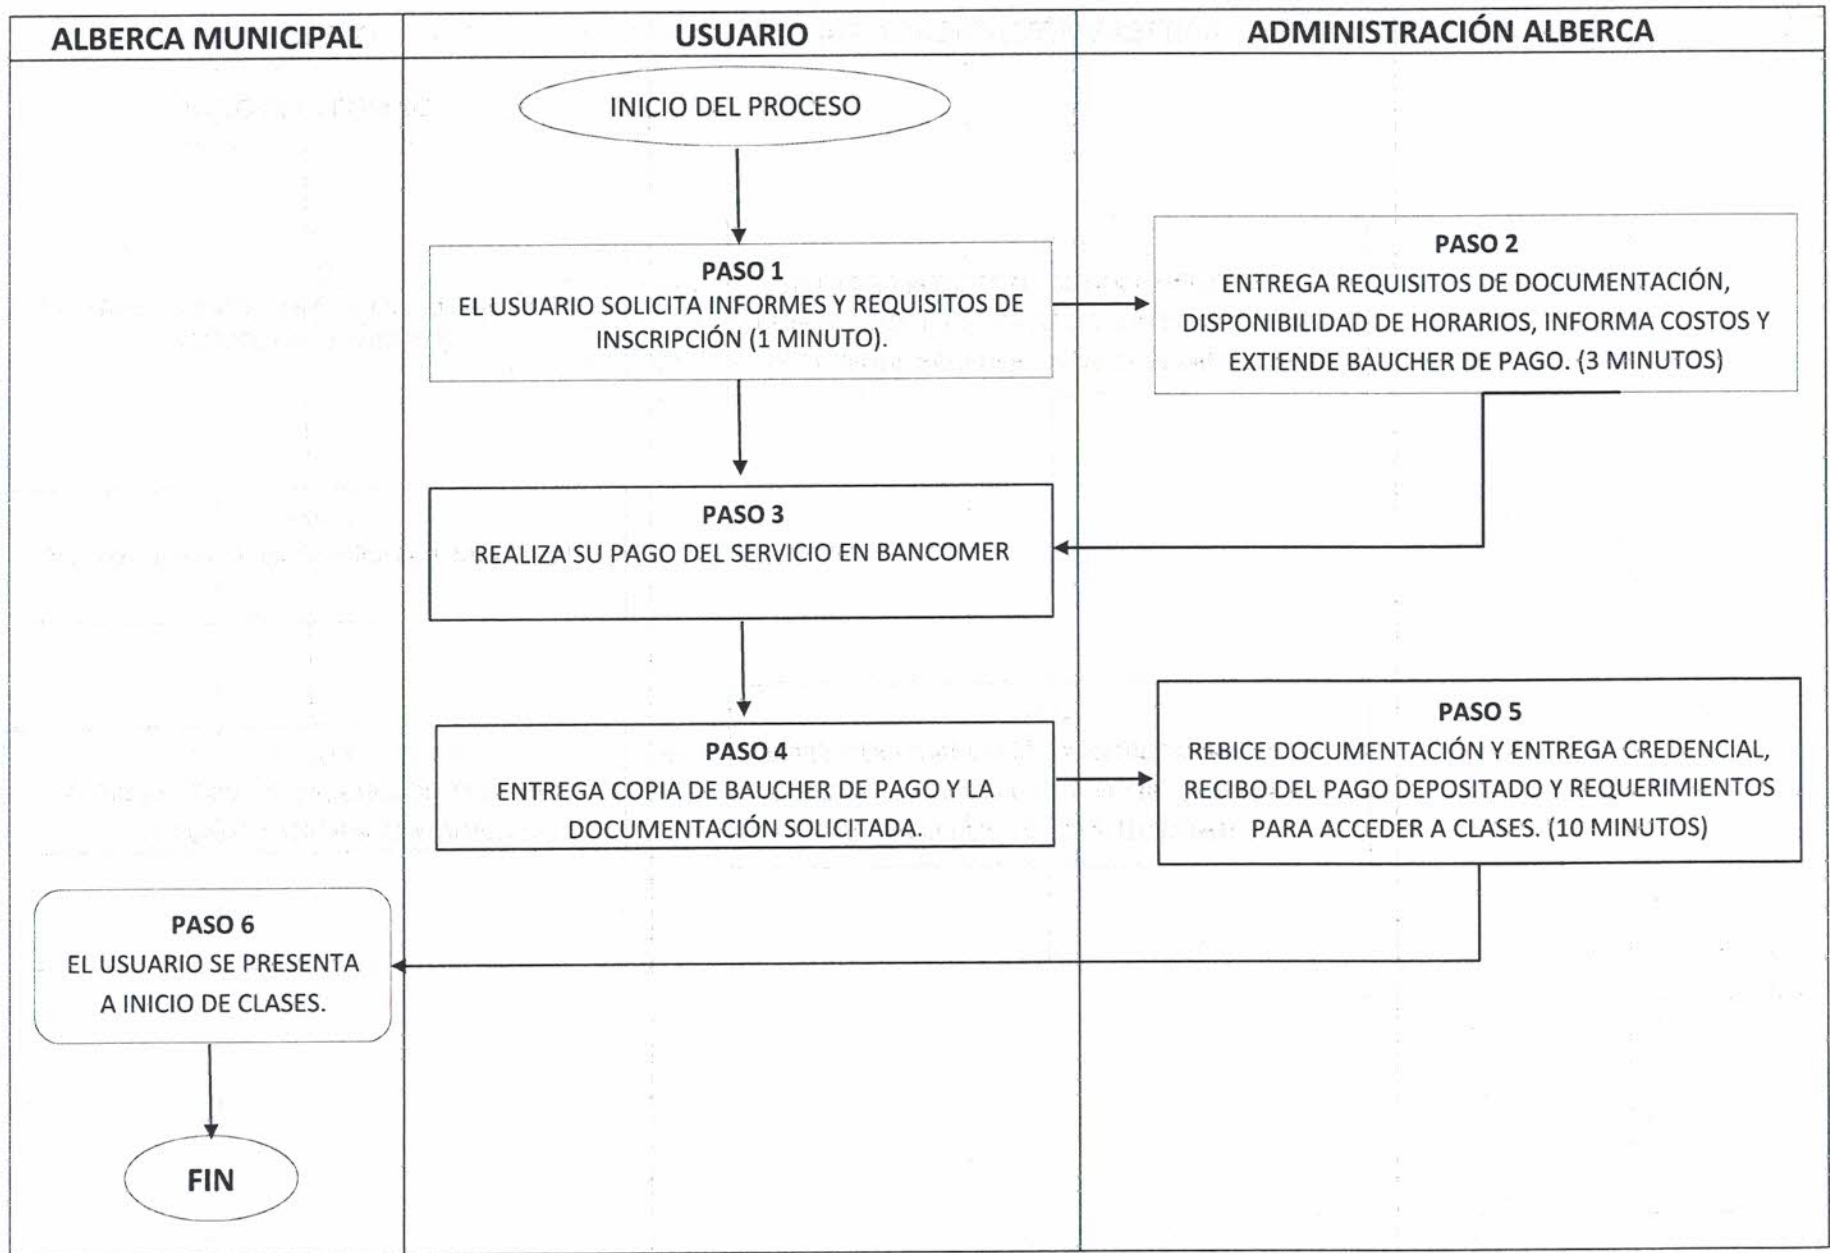 ALBERCA MUNICIPAL
USUARIO
ADMINISTRACIÓN ALBERCA
INICIO DEL PROCESO
PASO 1
EL USUARIO SOLICITA INFORMES Y REQUISITOS DE
INSCRIPCIÓN (1 MINUTO).
PASO 2
ENTREGA REQUISITOS DE DOCUMENTACIÓN,
DISPONIBILIDAD DE HORARIOS, INFORMA COSTOS Y
EXTIENDE BAUCHER DE PAGO. (3 MINUTOS)
PASO 3
REALIZA SU PAGO DEL SERVICIO EN BANCOMER
PASO 4
ENTREGA COPIA DE BAUCHER DE PAGO Y LA
DOCUMENTACIÓN SOLICITADA.
PASO 5
REBICE DOCUMENTACIÓN Y ENTREGA CREDENCIAL,
RECIBO DEL PAGO DEPOSITADO Y REQUERIMIENTOS
PARA ACCEDER A CLASES. (10 MINUTOS)
PASO 6
EL USUARIO SE PRESENTA
A INICIO DE CLASES.
FIN